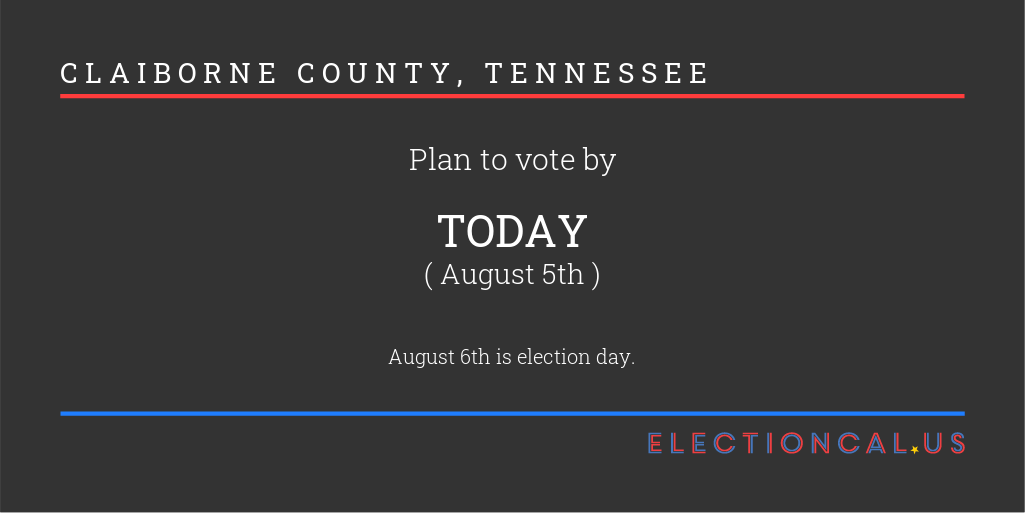 CLAIBORNE COUNTY, TENNESSEE
Plan to vote by
TODAY
( August 5th )
August 6th is election day.
ELECTIONCAL.US